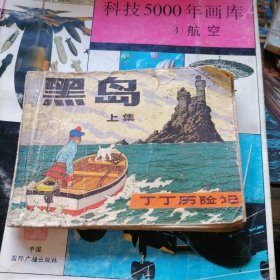 科技5000年画库
④航空
黑岛
上集
丁丁历险记
中国
国际广播出版社